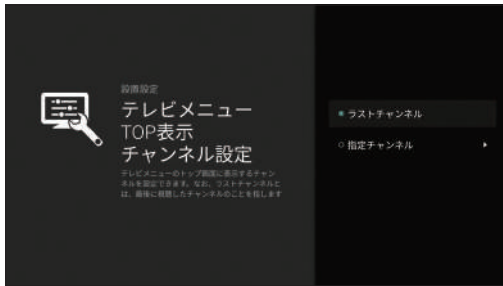 設置設定
テレビメニュー
TOP表示
チャンネル設定
テレビメニューのトップ画面に表示するチャン
ネルを設定できます。なお、ラストチャンネルと
は、最後に視聴したチャンネルのことを指します
ラストチャンネル
指定チャンネル